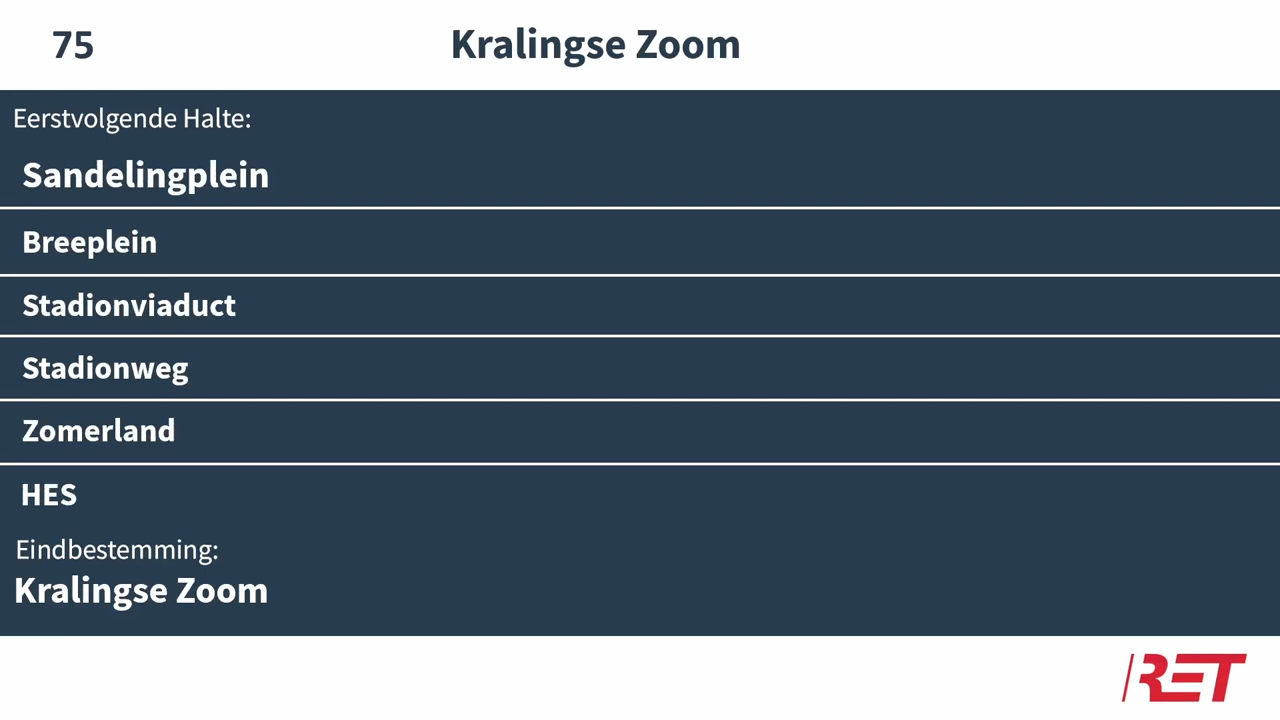 75 Kralingse Zoom
Eerstvolgende Halte:
Sandelingplein
Breeplein
Stadionviaduct
Stadionweg
Zomerland
HES
Eindbestemming:
Kralingse Zoom
RET